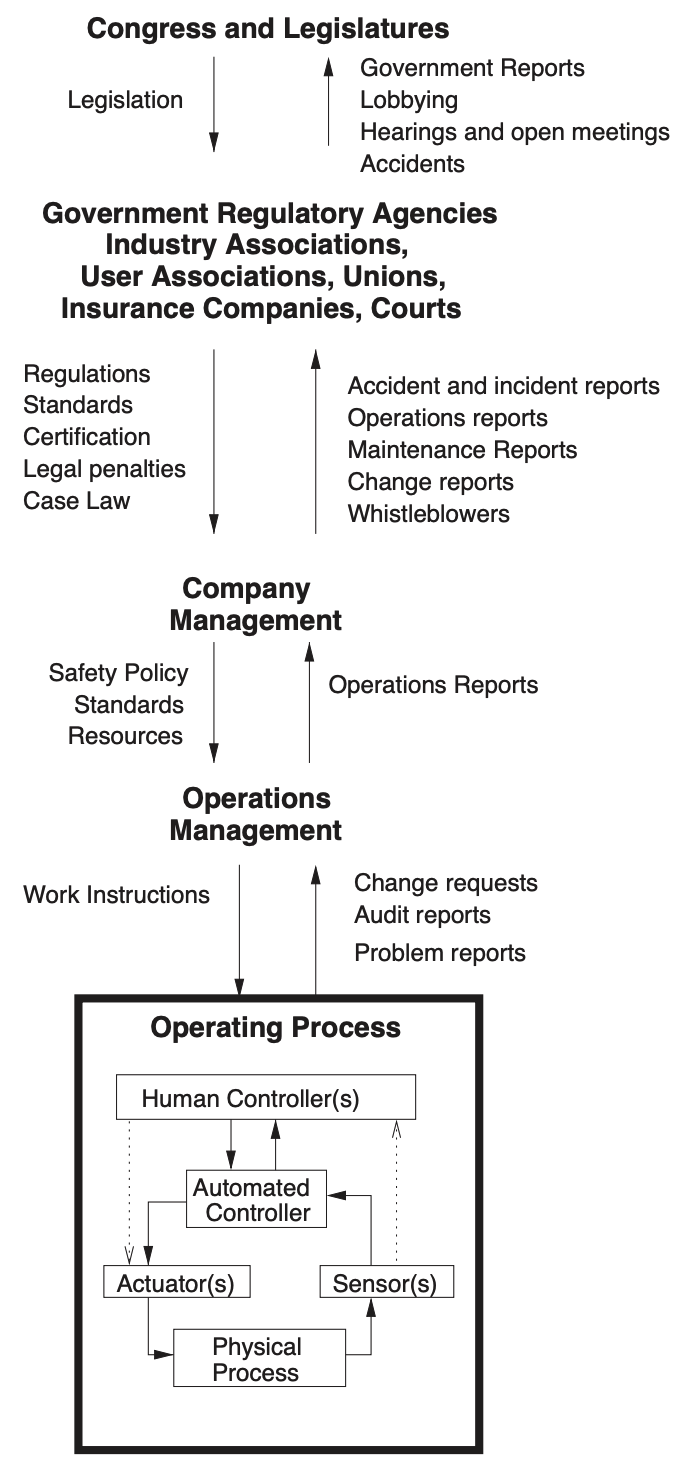 Congress and Legislatures
Legislation
Government Reports
Lobbying
Hearings and open meetings
Accidents
Government Regulatory Agencies
Industry Associations,
User Associations, Unions,
Insurance Companies, Courts
Regulations
Standards
Certification
Legal penalties
Case Law
Accident and incident reports
Operations reports
Maintenance Reports
Change reports
Whistleblowers
Company
Management
Safety Policy
Standards
Resources
Operations Reports
Operations
Management
Work Instructions
Change requests
Audit reports
Problem reports
Operating Process
Human Controller(s)
Automated
Controller
Actuator(s)
Sensor(s)
Physical
Process